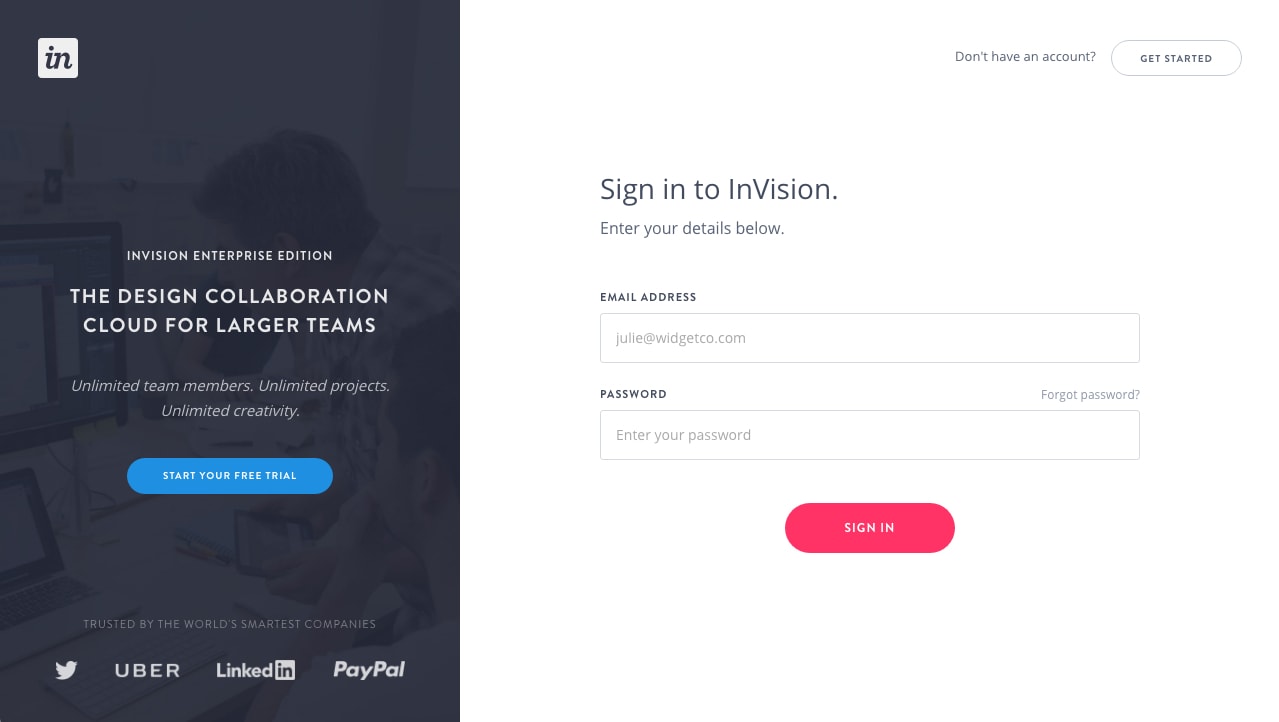 in
INVISION ENTERPRISE EDITION
THE DESIGN COLLABORATION
CLOUD FOR LARGER TEAMS
Unlimited team members. Unlimited projects.
Unlimited creativity.
START YOUR FREE TRIAL
TRUSTED BY THE WORLD'S SMARTEST COMPANIES
UBER LinkedIn PayPal
Don't have an account? GET STARTED
Sign in to InVision.
Enter your details below.
EMAIL ADDRESS
julie@widgetco.com
PASSWORD Forgot password?
Enter your password
SIGN IN